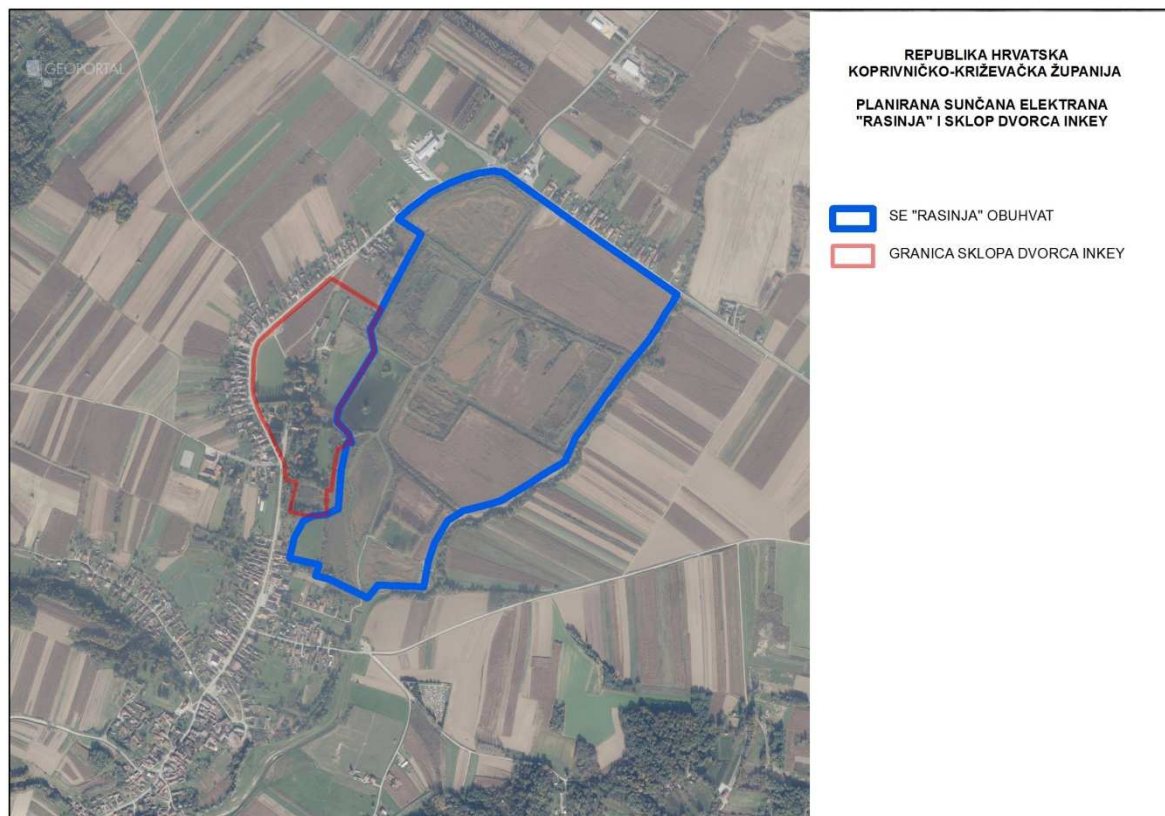 GEOPORTAL
REPUBLIKA HRVATSKA
KOPRIVNIČKO-KRIŽEVAČKA ŽUPANIJA
PLANIRANA SUNČANA ELEKTRANA
"RASINJA" I SKLOP DVORCA INKEY
SE "RASINJA" OBUHVAT
GRANICA SKLOPA DVORCA INKEY